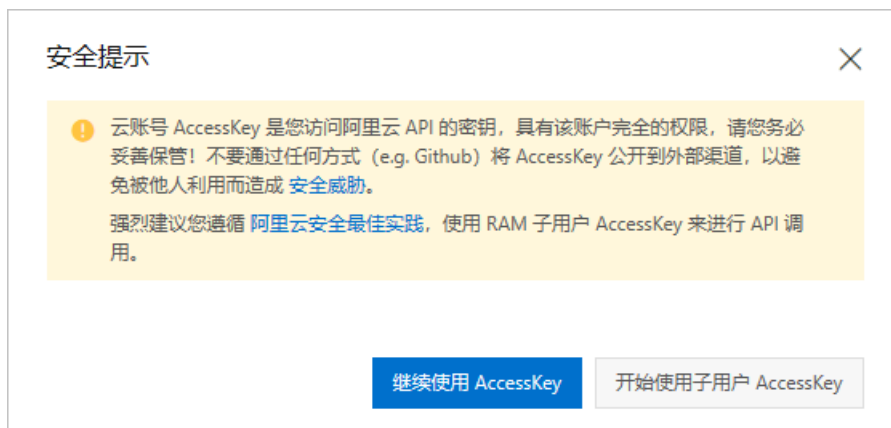 安全提示
云账号 AccessKey 是您访问阿里云 API 的密钥，具有该账户完全的权限，请您务必
妥善保管！不要通过任何方式（e.g. Github）将 AccessKey 公开到外部渠道，以避
免被他人利用而造成 安全威胁。
强烈建议您遵循 阿里云安全最佳实践，使用 RAM 子用户 AccessKey 来进行 API 调
用。
继续使用 AccessKey
开始使用子用户 AccessKey